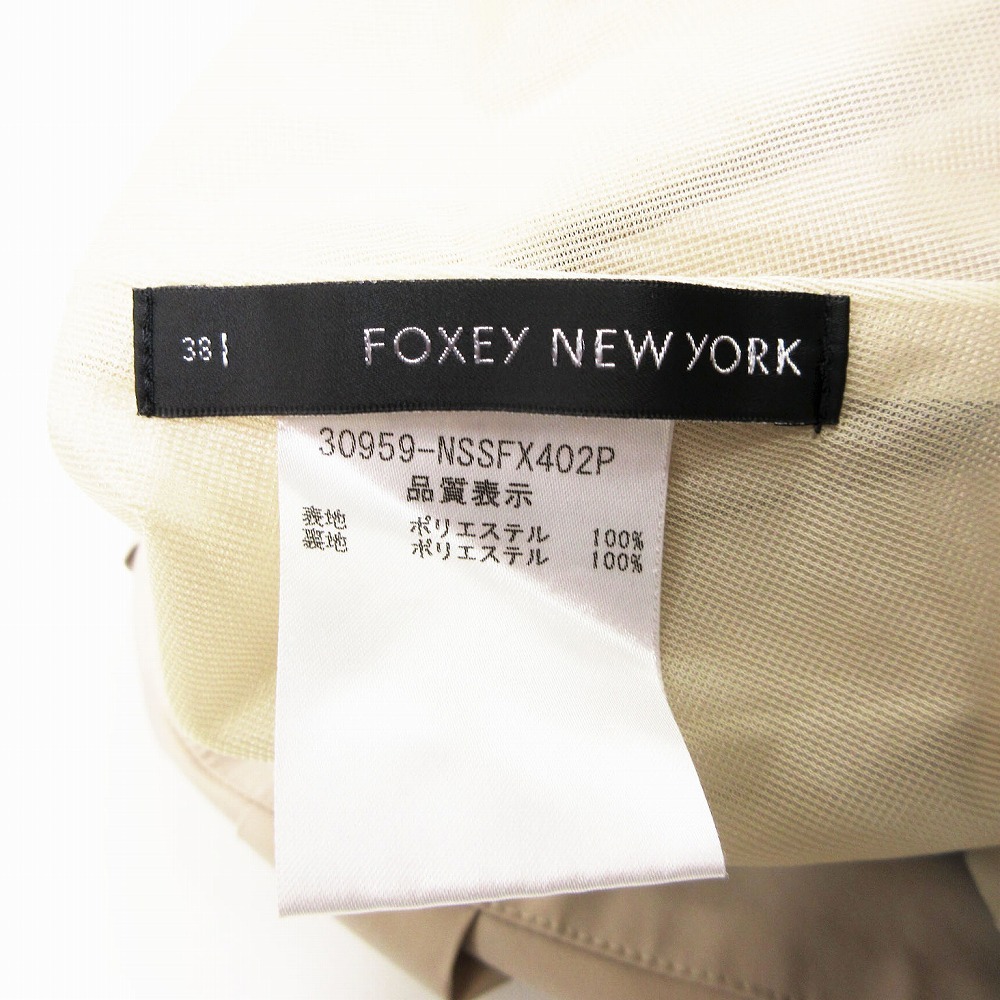 38 FOXEY NEW YORK
30959-NSSFX402P
品質表示
表地 ポリエステル 100%
裏地 ポリエステル 100%